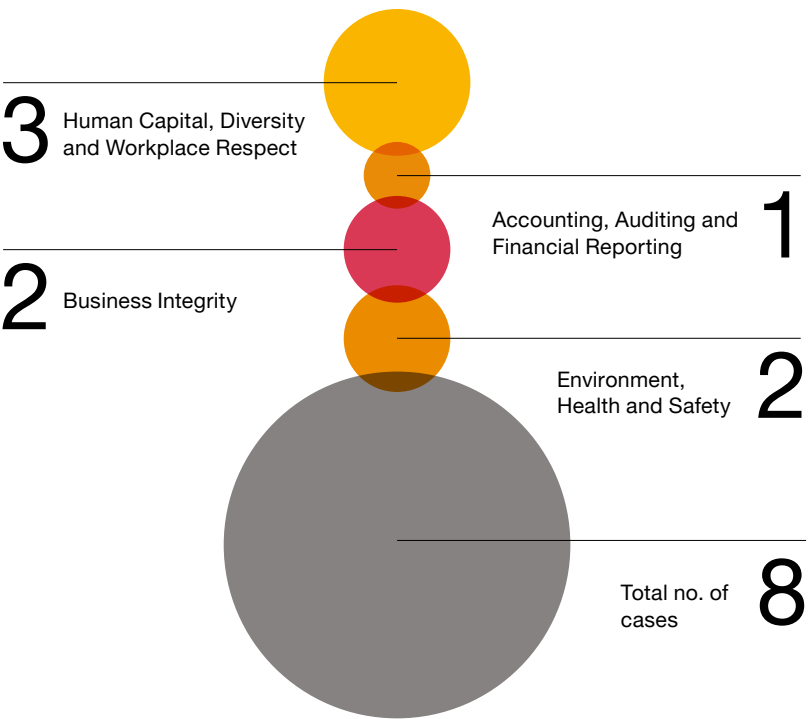 3
Human Capital, Diversity
and Workplace Respect
1
Accounting, Auditing and
Financial Reporting
2
Business Integrity
2
Environment,
Health and Safety
8
Total no. of
cases